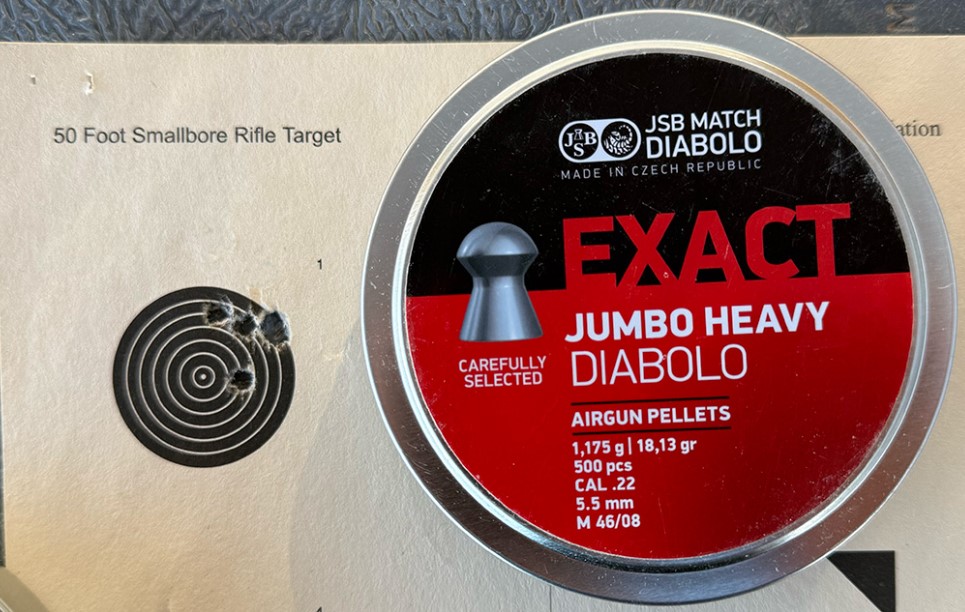 50 Foot Smallbore Rifle Target
1
JSB
JSB MATCH
DIABOLO
MADE IN CZECH REPUBLIC
EXACT
JUMBO HEAVY
DIABOLO
CAREFULLY
SELECTED
AIRGUN PELLETS
1,175 g | 18,13 gr
500 pcs
CAL .22
5.5 mm
M 46/08